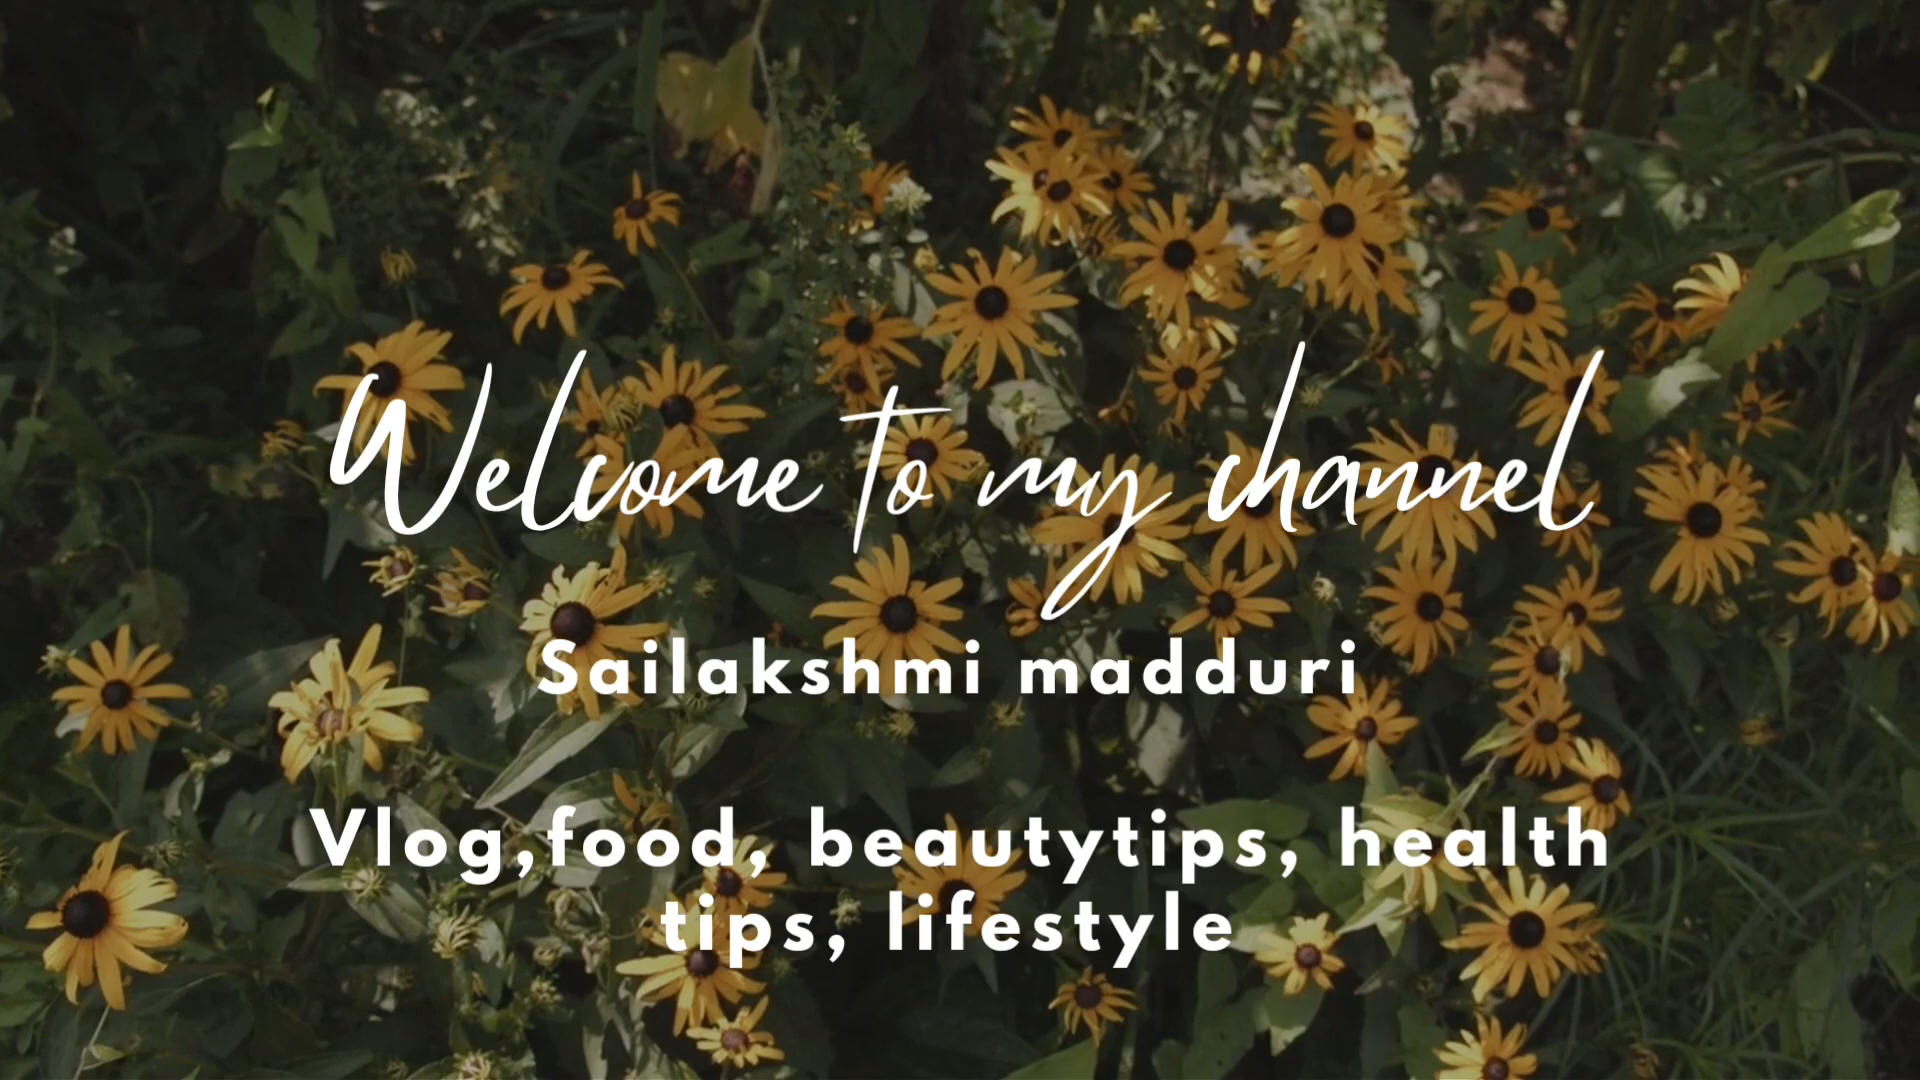 Welcome to my channel
Sailakshmi madduri
Vlog,food, beautytips, health
tips, lifestyle